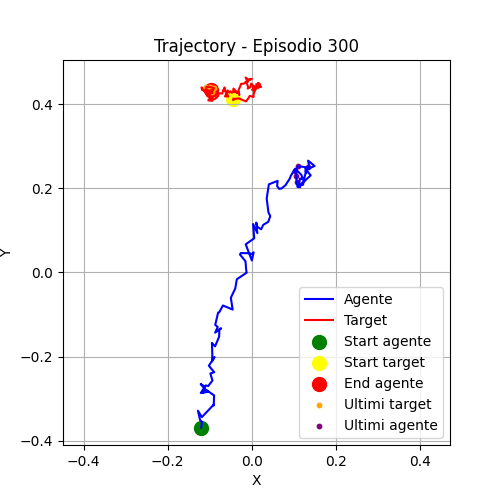 Trajectory - Episodio 300
Y
0.4
0.2
0.0
−0.2
−0.4
−0.4
−0.2
0.0
0.2
0.4
X
Agente
Target
Start agente
Start target
End agente
Ultimi target
Ultimi agente